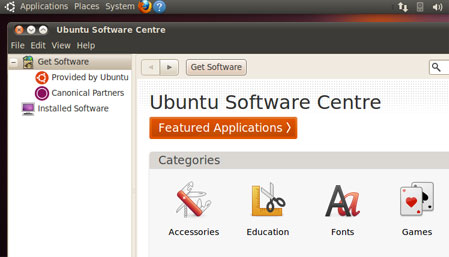 Applications Places System
Ubuntu Software Centre
File Edit View Help
Get Software
Provided by Ubuntu
Canonical Partners
Installed Software
Get Software
Ubuntu Software Centre
Featured Applications
Categories
Accessories
Education
Fonts
Games